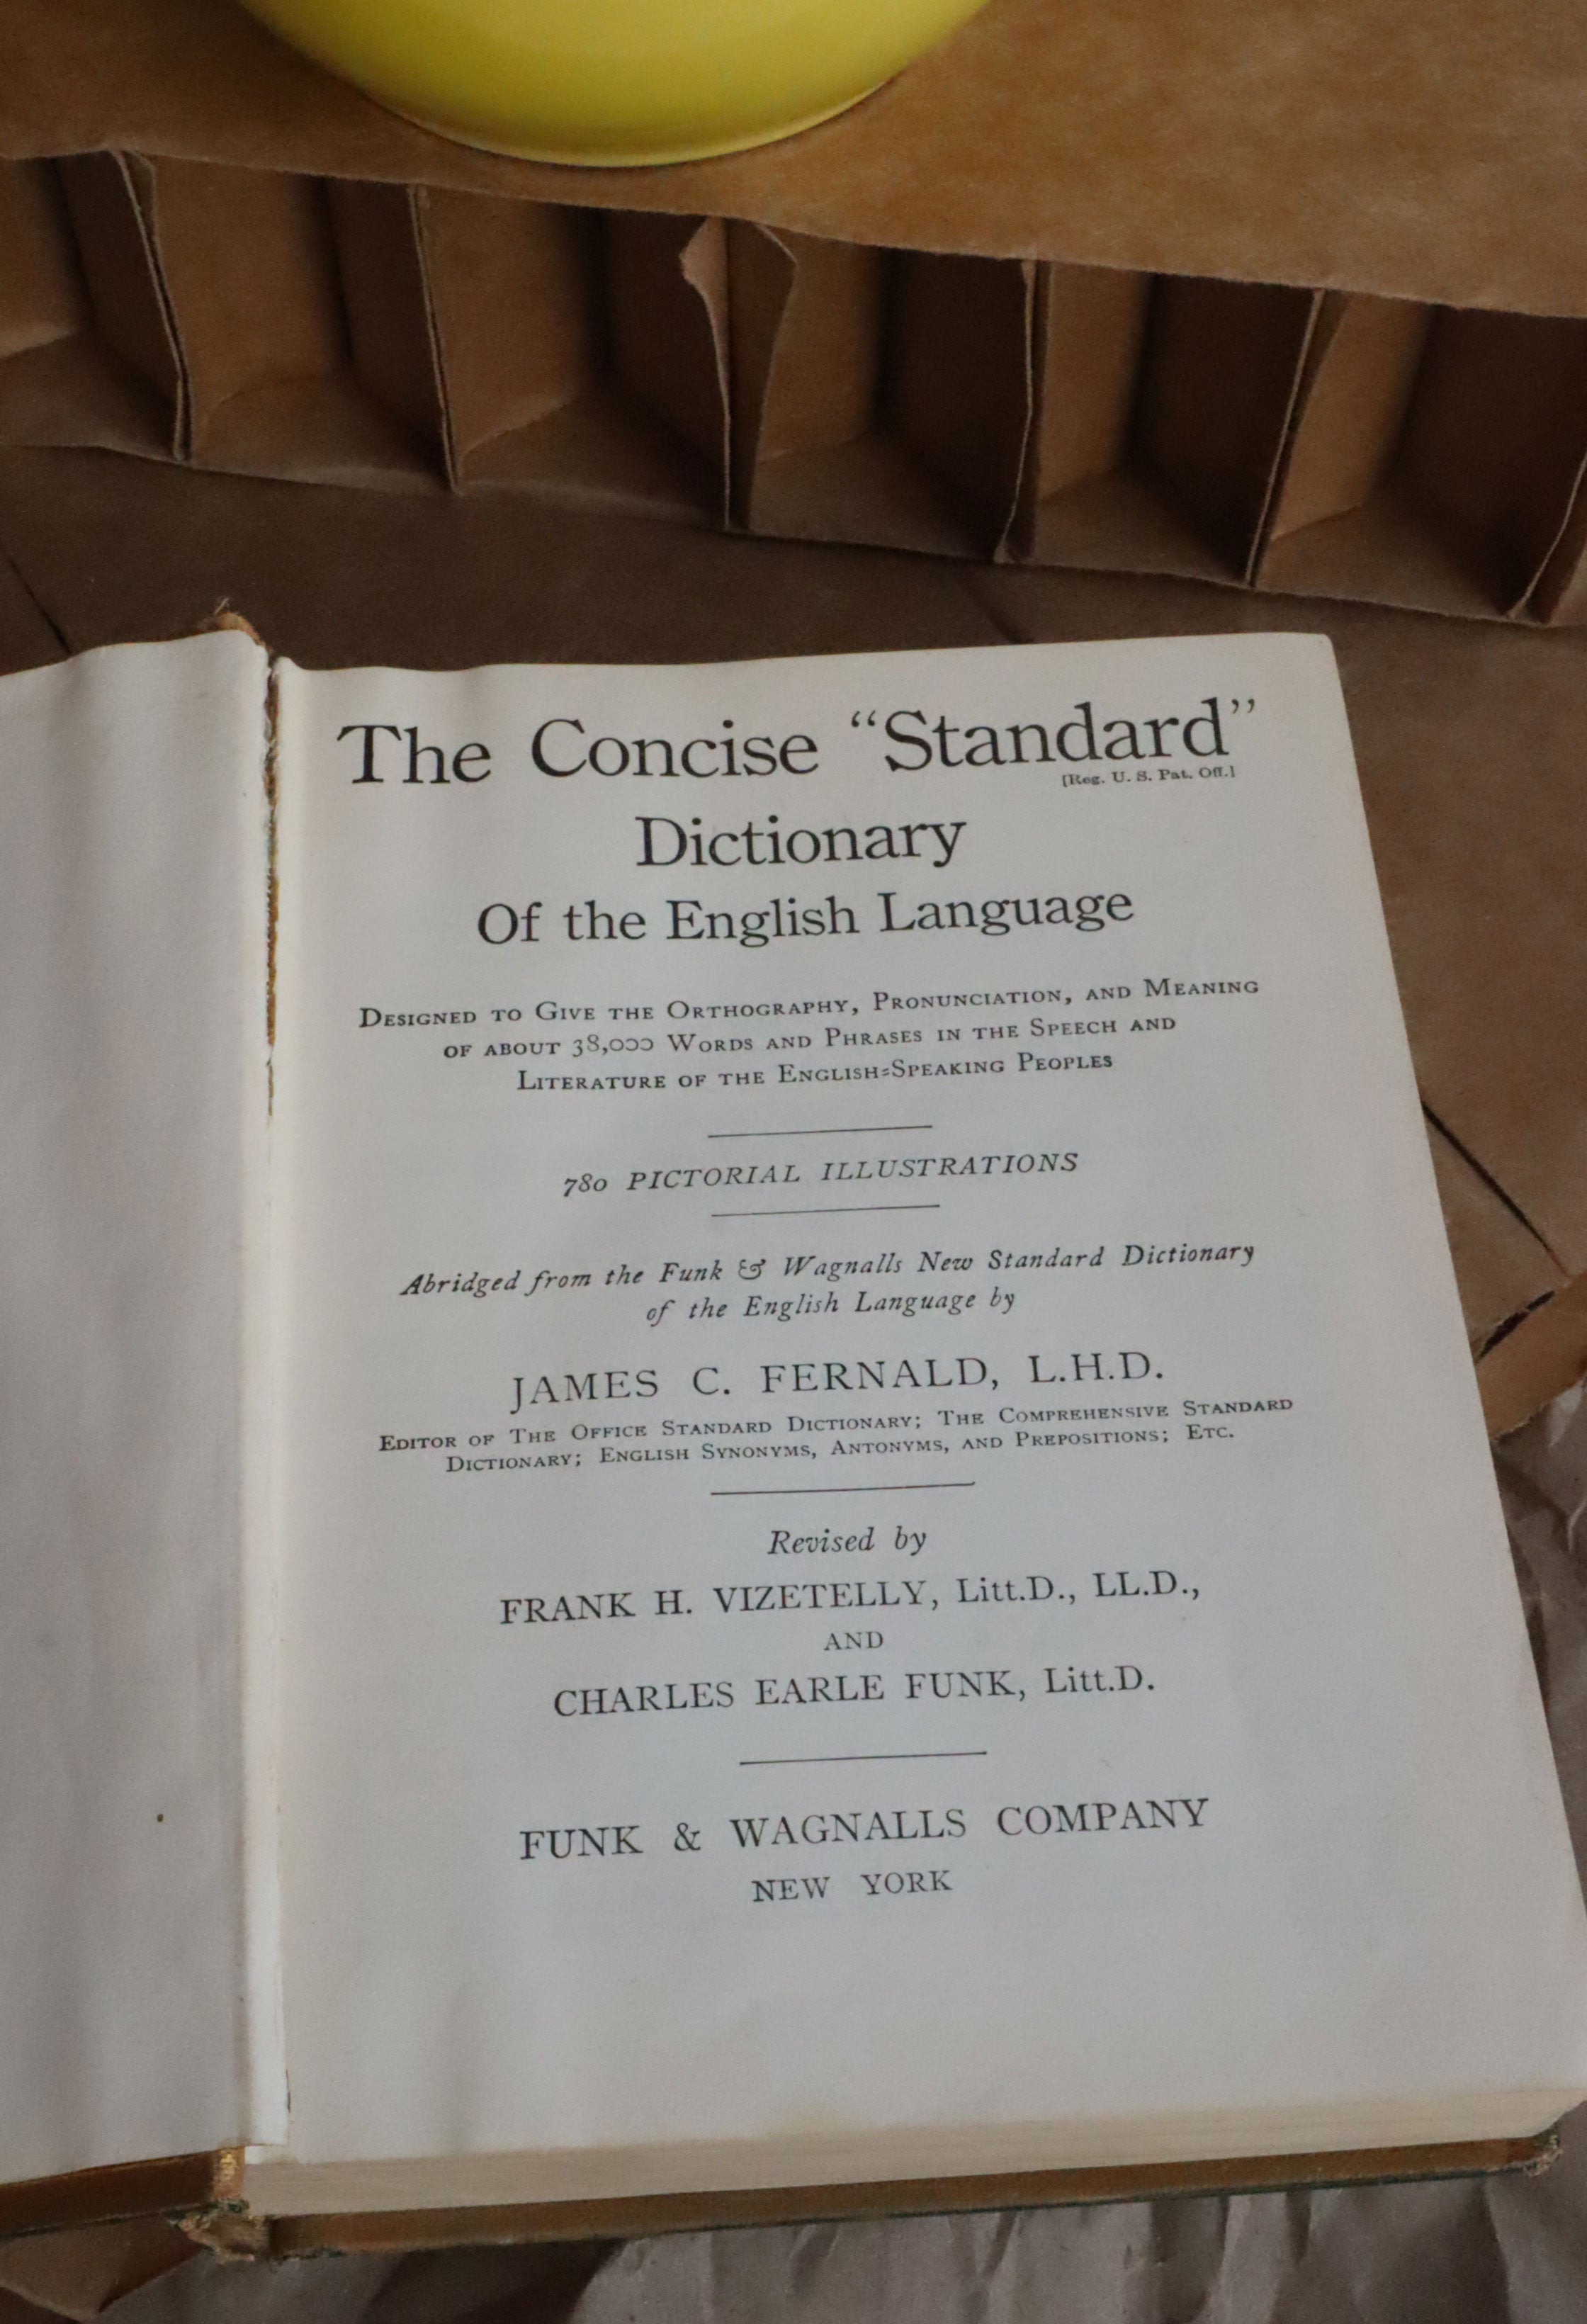 The Concise “Standard”
[Reg. U. S. Pat. Off.]
Dictionary
Of the English Language
Designed to Give the Orthography, Pronunciation, and Meaning
of about 38,000 Words and Phrases in the Speech and
Literature of the English=Speaking Peoples
780 PICTORIAL ILLUSTRATIONS
Abridged from the Funk & Wagnalls New Standard Dictionary
of the English Language by
JAMES C. FERNALD, L.H.D.
Editor of The Office Standard Dictionary; The Comprehensive Standard
Dictionary; English Synonyms, Antonyms, and Prepositions; Etc.
Revised by
FRANK H. VIZETELLY, Litt.D., LL.D.,
AND
CHARLES EARLE FUNK, Litt.D.
FUNK & WAGNALLS COMPANY
NEW YORK